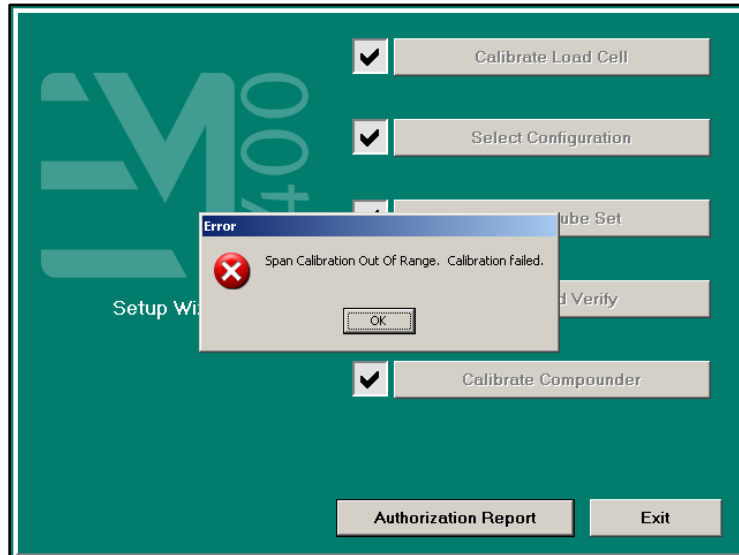 Calibrate Load Cell
Select Configuration
ube Set
Error
Span Calibration Out Of Range. Calibration failed.
OK
Setup Wi
d Verify
Calibrate Compounder
Authorization Report
Exit